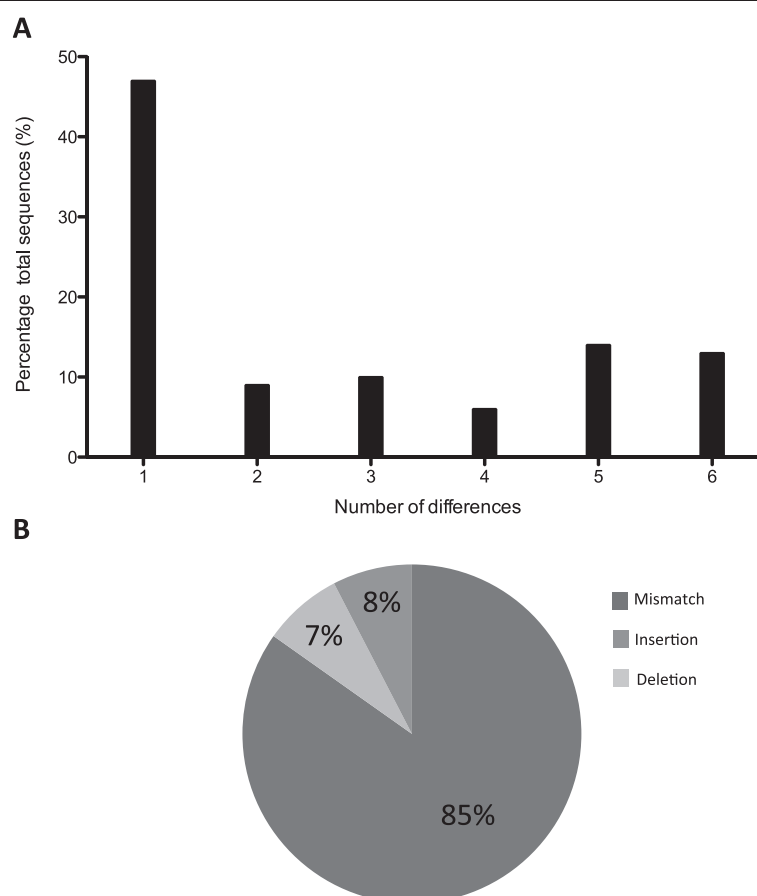 A
50
40
30
20
10
0
Percentage total sequences (%)
1 2 3 4 5 6
Number of differences
B
8%
7%
85%
Mismatch
Insertion
Deletion